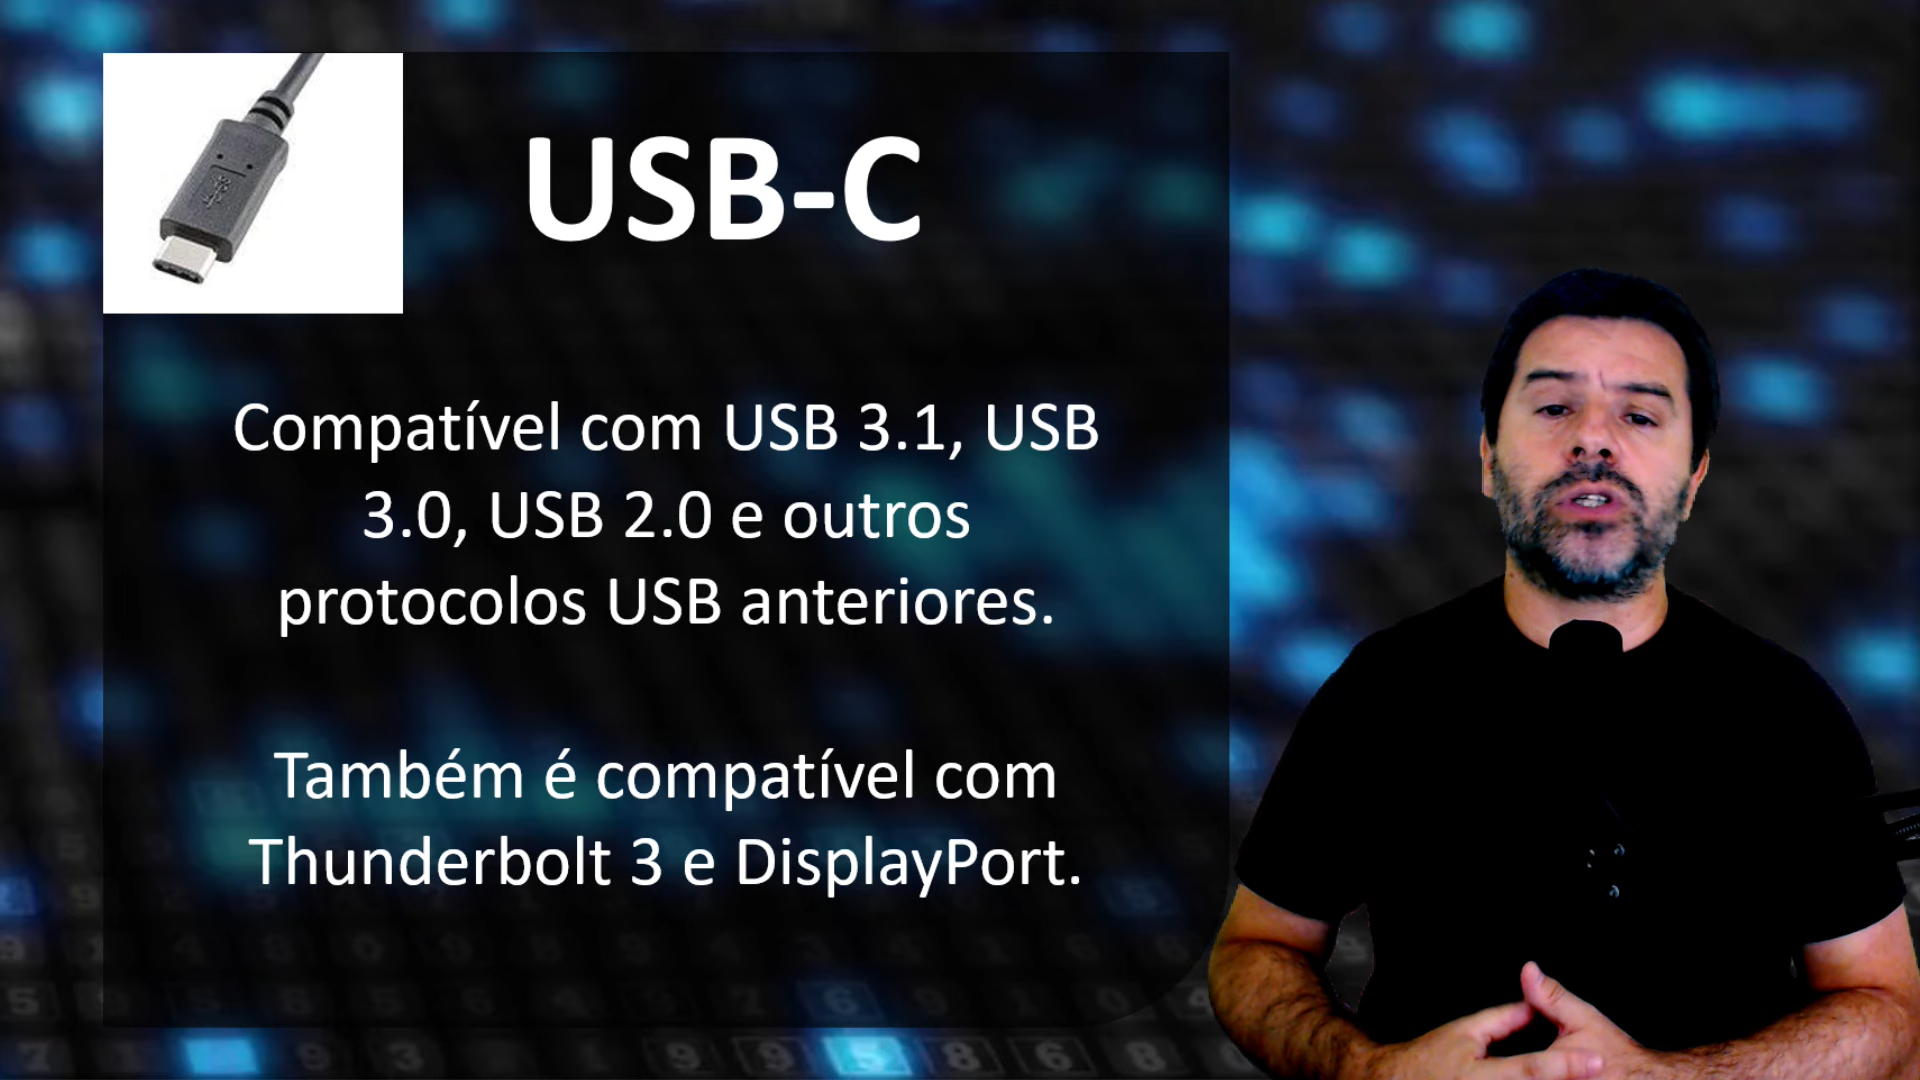 USB-C
Compatível com USB 3.1, USB
3.0, USB 2.0 e outros
protocolos USB anteriores.
Também é compatível com
Thunderbolt 3 e DisplayPort.